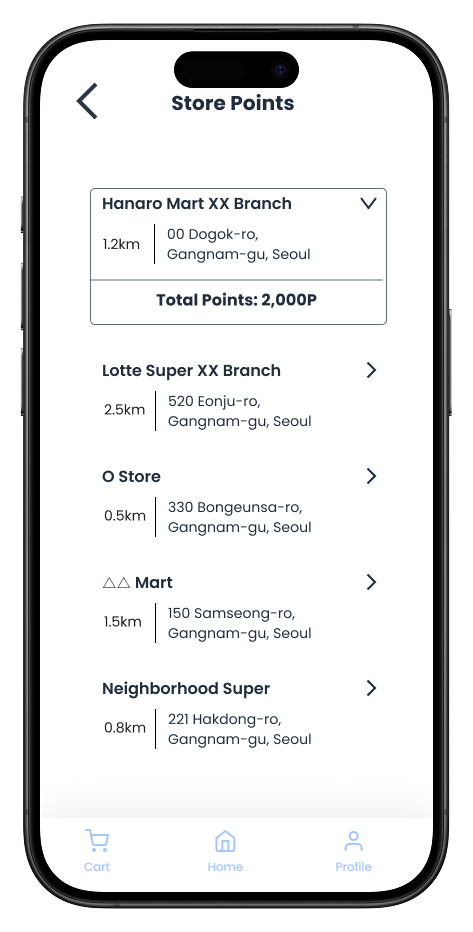 Store Points
Hanaro Mart XX Branch
1.2km
00 Dogok-ro,
Gangnam-gu, Seoul
Total Points: 2,000P
Lotte Super XX Branch
2.5km
520 Eonju-ro,
Gangnam-gu, Seoul
O Store
0.5km
330 Bongeunsa-ro,
Gangnam-gu, Seoul
△△ Mart
1.5km
150 Samseong-ro,
Gangnam-gu, Seoul
Neighborhood Super
0.8km
221 Hakdong-ro,
Gangnam-gu, Seoul
Cart
Home
Profile